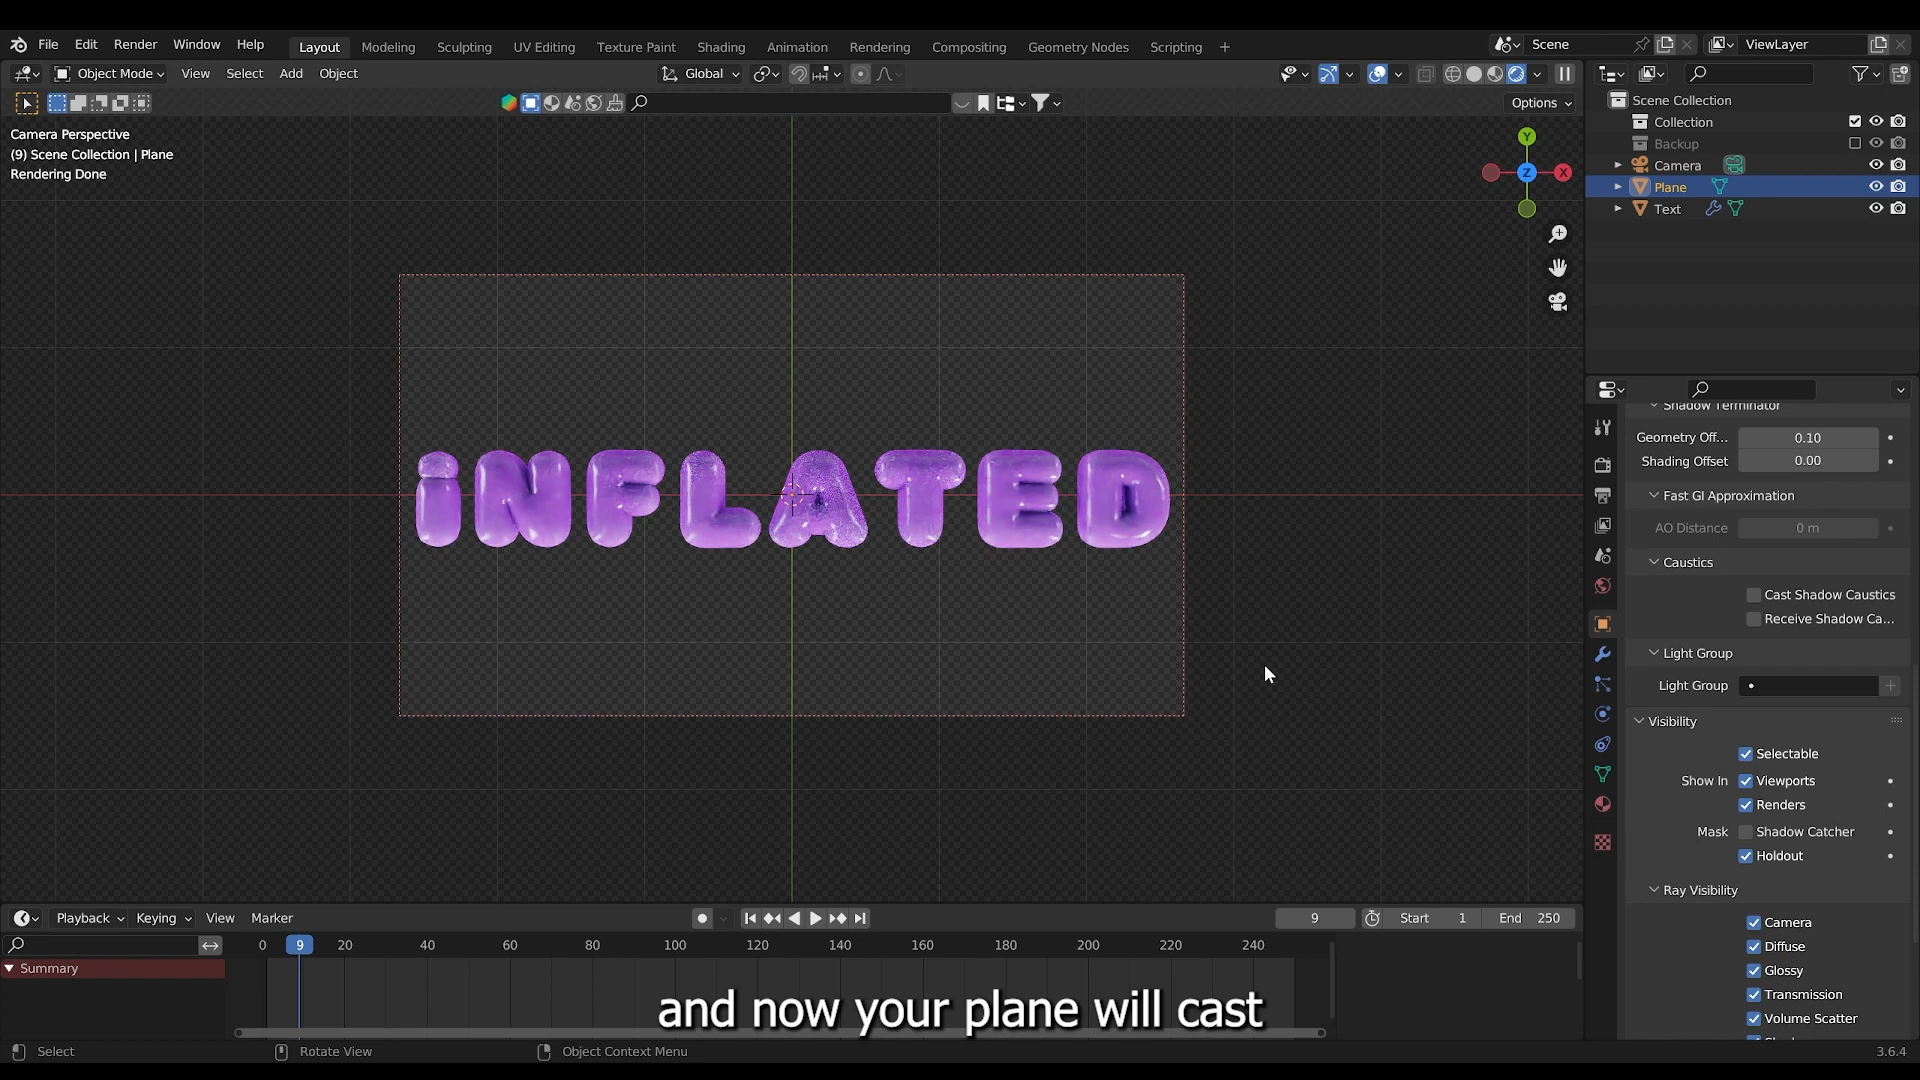 File Edit Render Window Help Layout Modeling Sculpting UV Editing Texture Paint Shading Animation Rendering Compositing Geometry Nodes Scripting + Scene ViewLayer
Object Mode View Select Add Object Global
Options
Camera Perspective
(9) Scene Collection | Plane
Rendering Done
Y
X
Z
iNFLATED
Scene Collection
Collection
Backup
Camera
Plane
Text
Shadow Terminator
Geometry Off... 0.10
Shading Offset 0.00
Fast GI Approximation
AO Distance 0 m
Caustics
Cast Shadow Caustics
Receive Shadow Ca...
Light Group
Light Group
Visibility
Selectable
Show In Viewports
Renders
Mask Shadow Catcher
Holdout
Ray Visibility
Camera
Diffuse
Glossy
Transmission
Volume Scatter
Playback Keying View Marker 9 Start 1 End 250
0 9 20 40 60 80 100 120 140 160 180 200 220 240
Summary
and now your plane will cast
Select Rotate View Object Context Menu 3.6.4